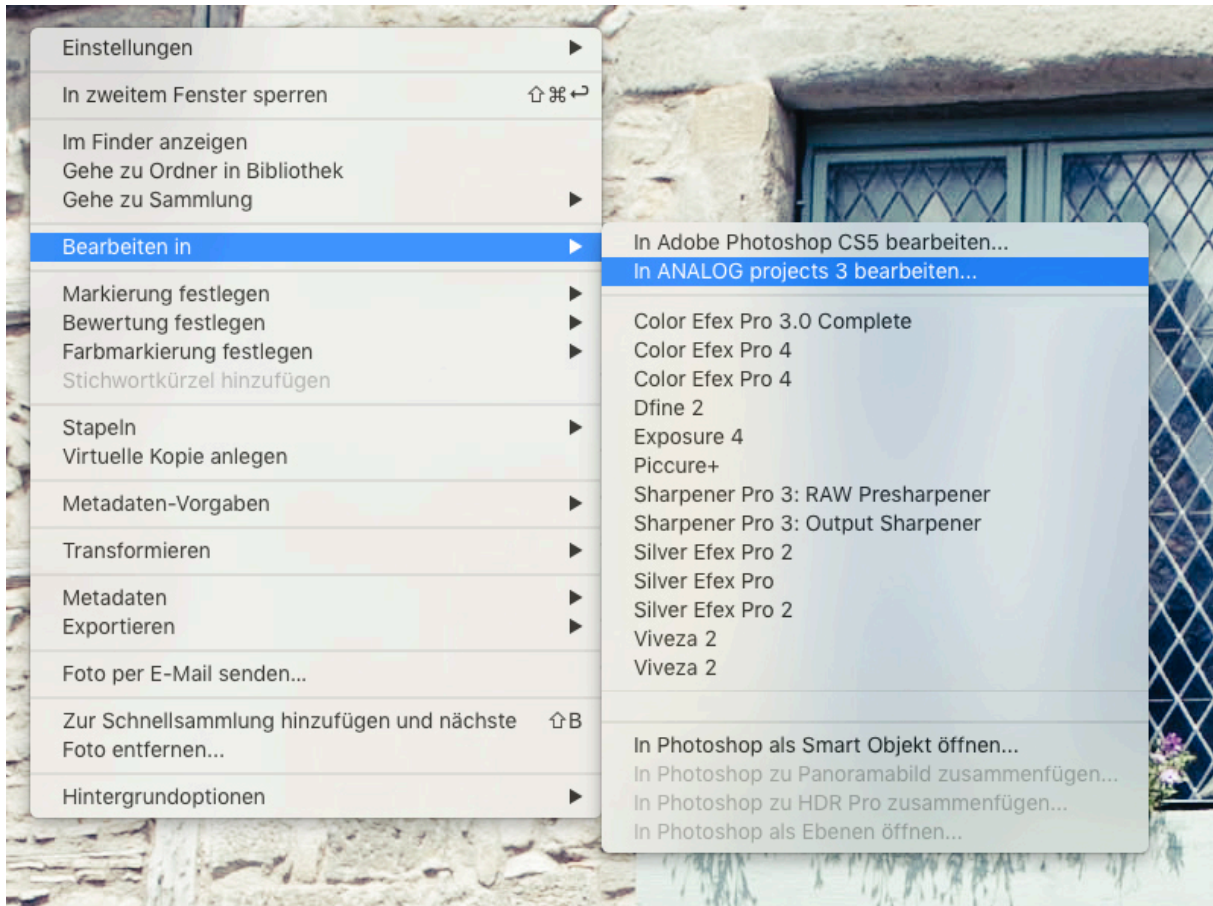 Einstellungen
In zweitem Fenster sperren ⇧⌘↩
Im Finder anzeigen
Gehe zu Ordner in Bibliothek
Gehe zu Sammlung
Bearbeiten in
Markierung festlegen
Bewertung festlegen
Farbmarkierung festlegen
Stichwortkürzel hinzufügen
Stapeln
Virtuelle Kopie anlegen
Metadaten-Vorgaben
Transformieren
Metadaten
Exportieren
Foto per E-Mail senden...
Zur Schnellsammlung hinzufügen und nächste ⇧B
Foto entfernen...
Hintergrundoptionen
In Adobe Photoshop CS5 bearbeiten...
In ANALOG projects 3 bearbeiten...
Color Efex Pro 3.0 Complete
Color Efex Pro 4
Color Efex Pro 4
Dfine 2
Exposure 4
Piccure+
Sharpener Pro 3: RAW Presharpener
Sharpener Pro 3: Output Sharpener
Silver Efex Pro 2
Silver Efex Pro
Silver Efex Pro 2
Viveza 2
Viveza 2
In Photoshop als Smart Objekt öffnen...
In Photoshop zu Panoramabild zusammenfügen...
In Photoshop zu HDR Pro zusammenfügen...
In Photoshop als Ebenen öffnen...